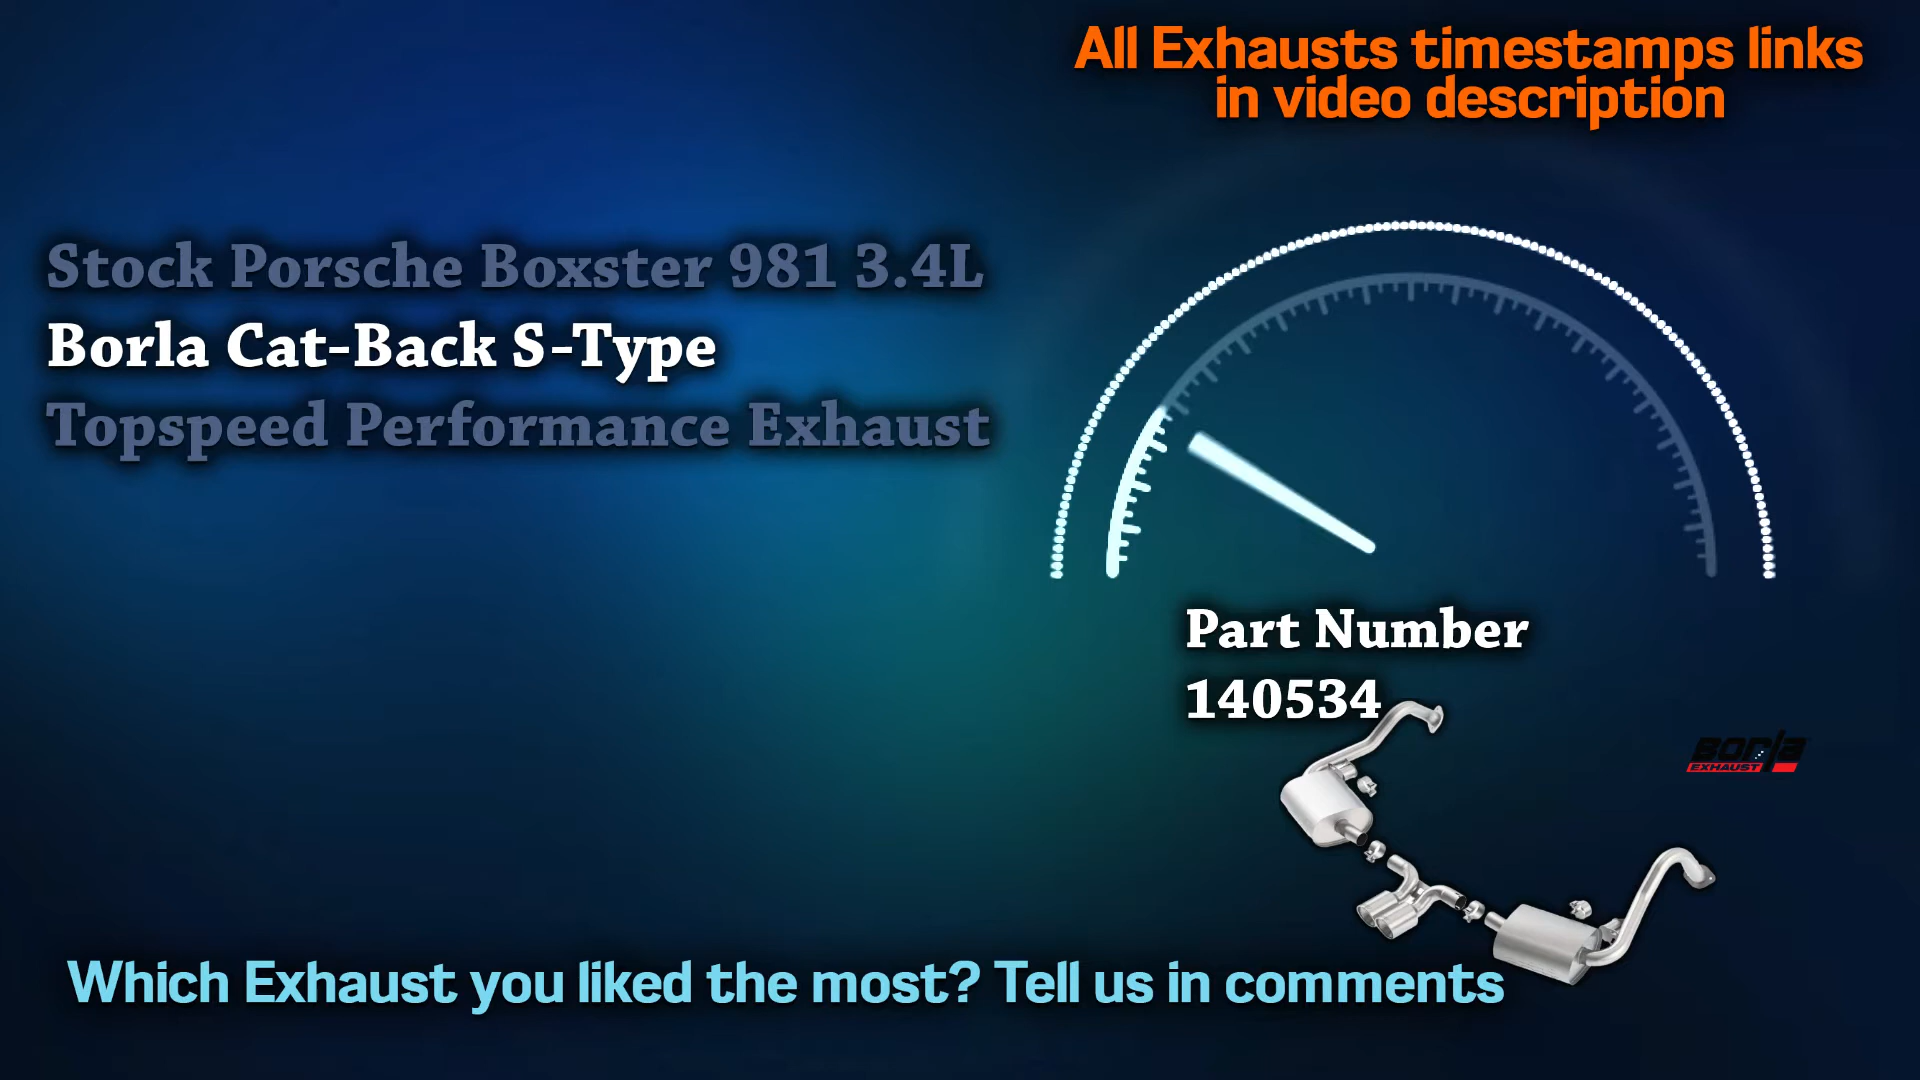 All Exhausts timestamps links
in video description
Stock Porsche Boxster 981 3.4L
Borla Cat-Back S-Type
Topspeed Performance Exhaust
Part Number
140534
Borla
EXHAUST
Which Exhaust you liked the most? Tell us in comments